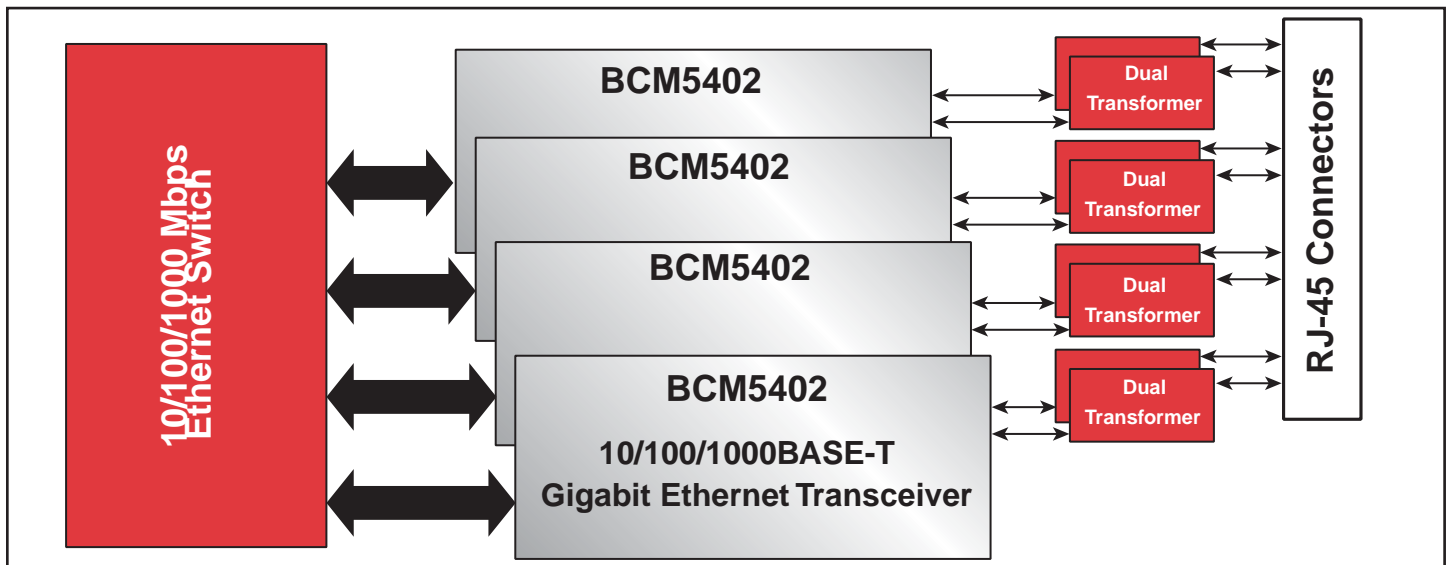 10/100/1000 Mbps
Ethernet Switch
BCM5402
BCM5402
BCM5402
BCM5402
10/100/1000BASE-T
Gigabit Ethernet Transceiver
Dual
Transformer
Dual
Transformer
Dual
Transformer
Dual
Transformer
RJ-45 Connectors